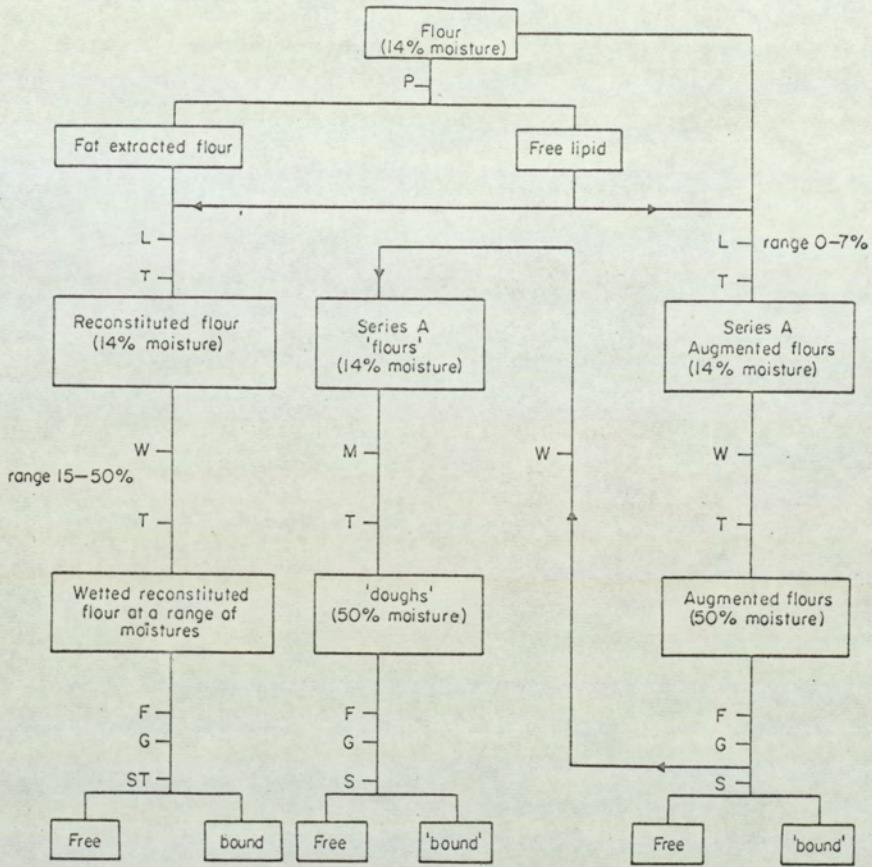 Flour
(14% moisture)
P
Fat extracted flour
Free lipid
L
L
range 0-7%
T
T
Reconstituted flour
(14% moisture)
Series A
'flours'
(14% moisture)
Series A
Augmented flours
(14% moisture)
W
M
W
W
range 15-50%
T
T
T
Wetted reconstituted
flour at a range of
moistures
'doughs'
(50% moisture)
Augmented flours
(50% moisture)
F
F
F
G
G
G
ST
S
S
Free
bound
Free
'bound'
Free
'bound'